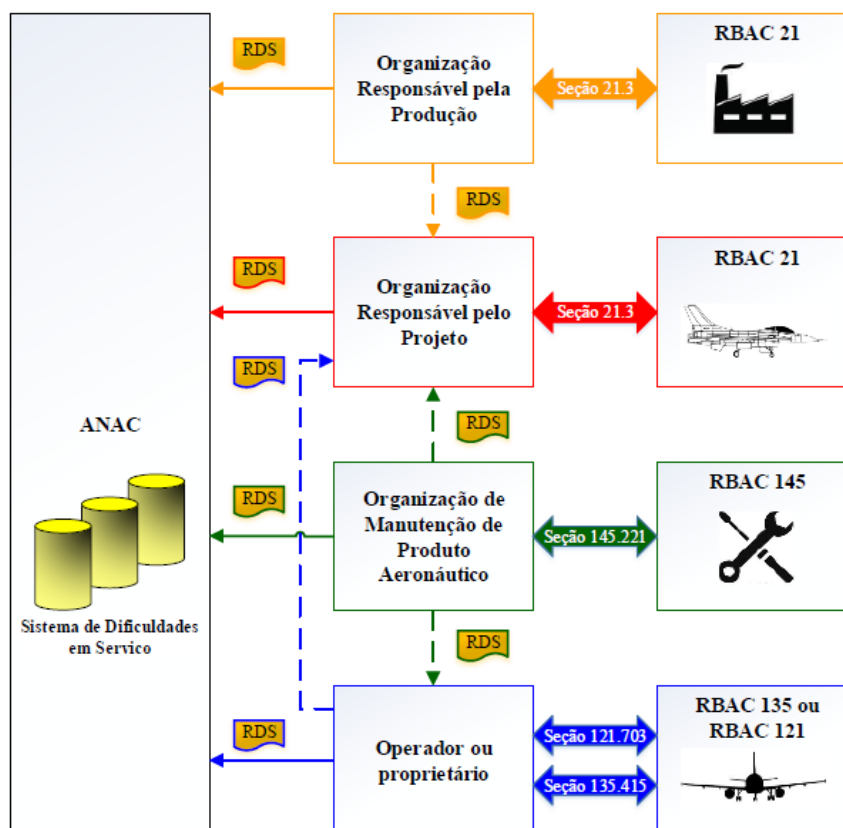 RDS
Organização
Responsável pela
Produção
Seção 21.3
RBAC 21
RDS
RDS
Organização
Responsável pelo
Projeto
Seção 21.3
RBAC 21
RDS
ANAC
Sistema de Dificuldades
em Servico
RDS
RDS
Organização de
Manutenção de
Produto
Aeronáutico
Seção 145.221
RBAC 145
RDS
RDS
Operador ou
proprietário
Seção 121.703
Seção 135.415
RBAC 135 ou
RBAC 121